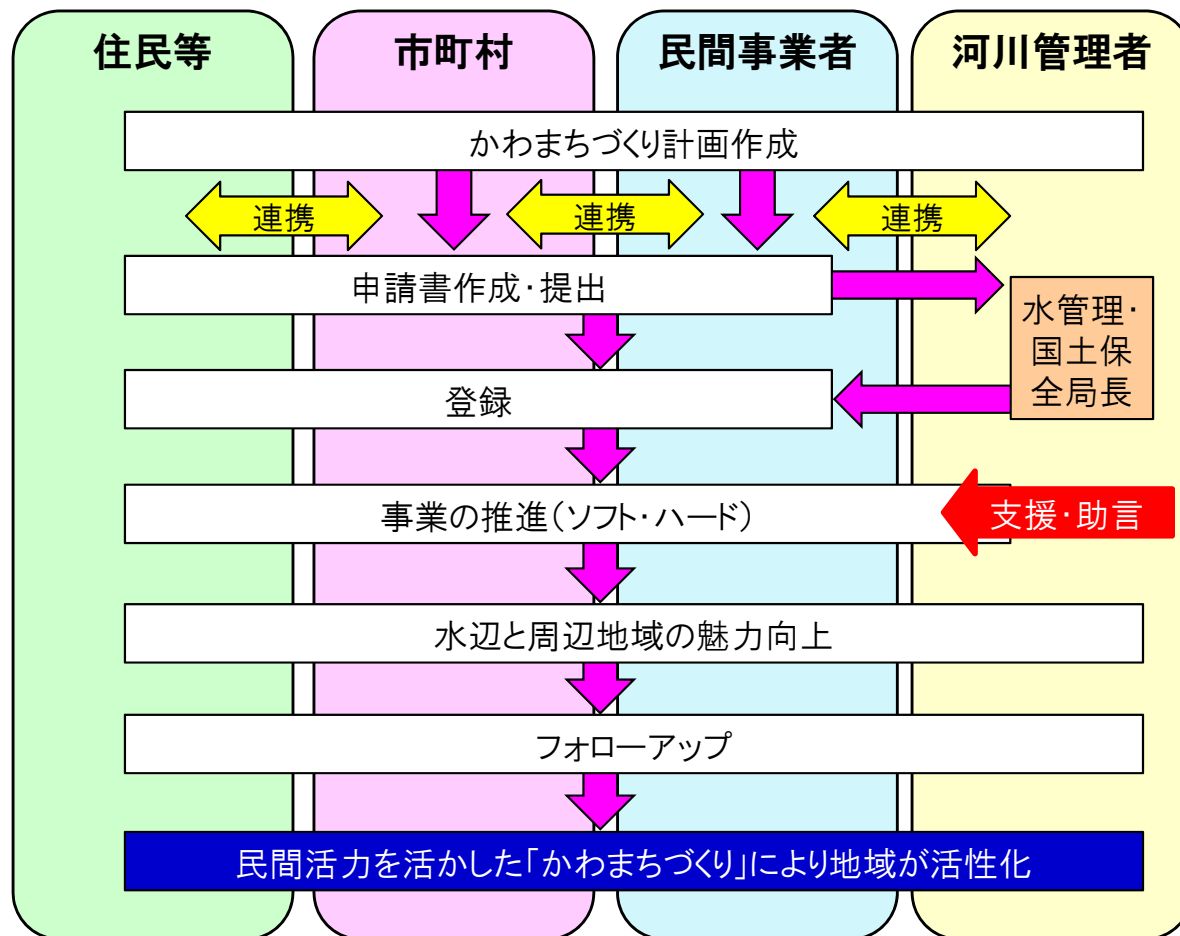 住民等
市町村
民間事業者
河川管理者
かわまちづくり計画作成
連携
連携
連携
申請書作成・提出
水管理・
国土保
全局長
登録
事業の推進（ソフト・ハード）
支援・助言
水辺と周辺地域の魅力向上
フォローアップ
民間活力を活かした「かわまちづくり」により地域が活性化